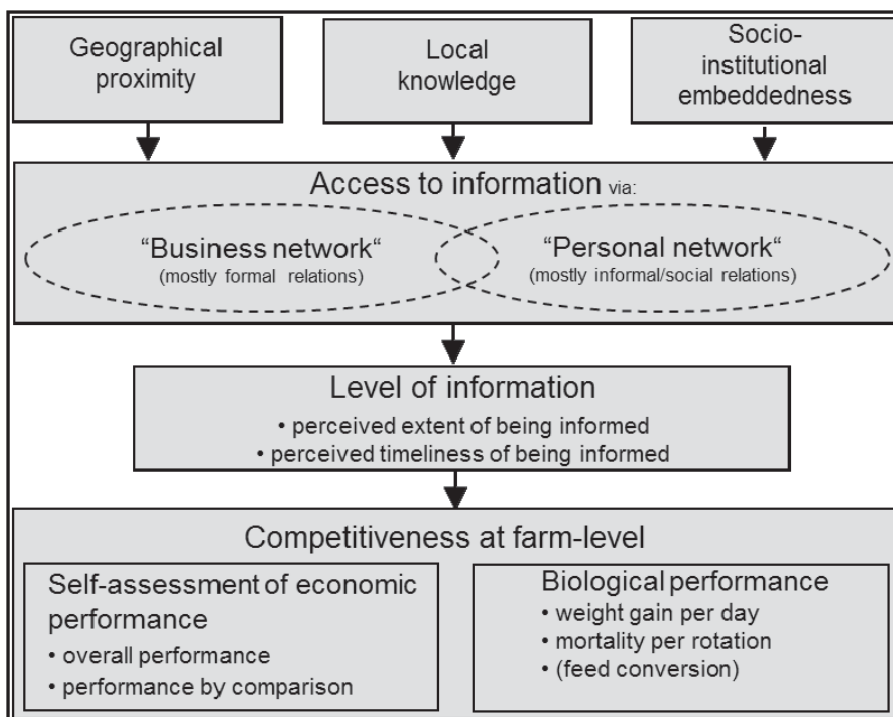 Geographical
proximity
Local
knowledge
Socio-
institutional
embeddedness
Access to information via:
“Business network“
(mostly formal relations)
“Personal network“
(mostly informal/social relations)
Level of information
• perceived extent of being informed
• perceived timeliness of being informed
Competitiveness at farm-level
Self-assessment of economic
performance
• overall performance
• performance by comparison
Biological performance
• weight gain per day
• mortality per rotation
• (feed conversion)